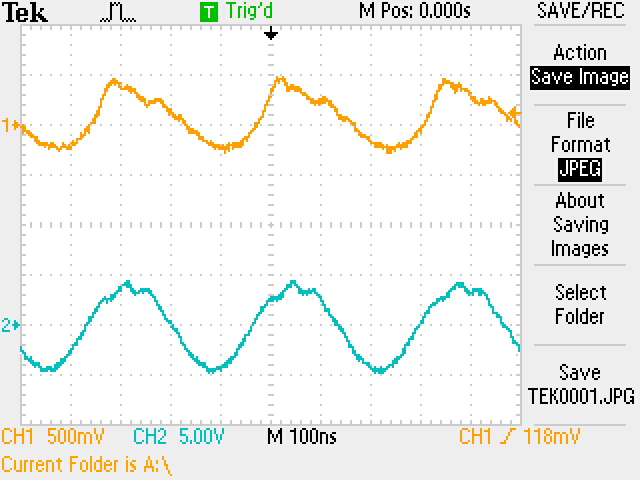 Tek T Trig'd M Pos: 0.000s SAVE/REC
Action
Save Image
File
Format
JPEG
About
Saving
Images
Select
Folder
Save
TEK0001.JPG
1
2
CH1 500mV CH2 5.00V M 100ns CH1 118mV
Current Folder is A:\